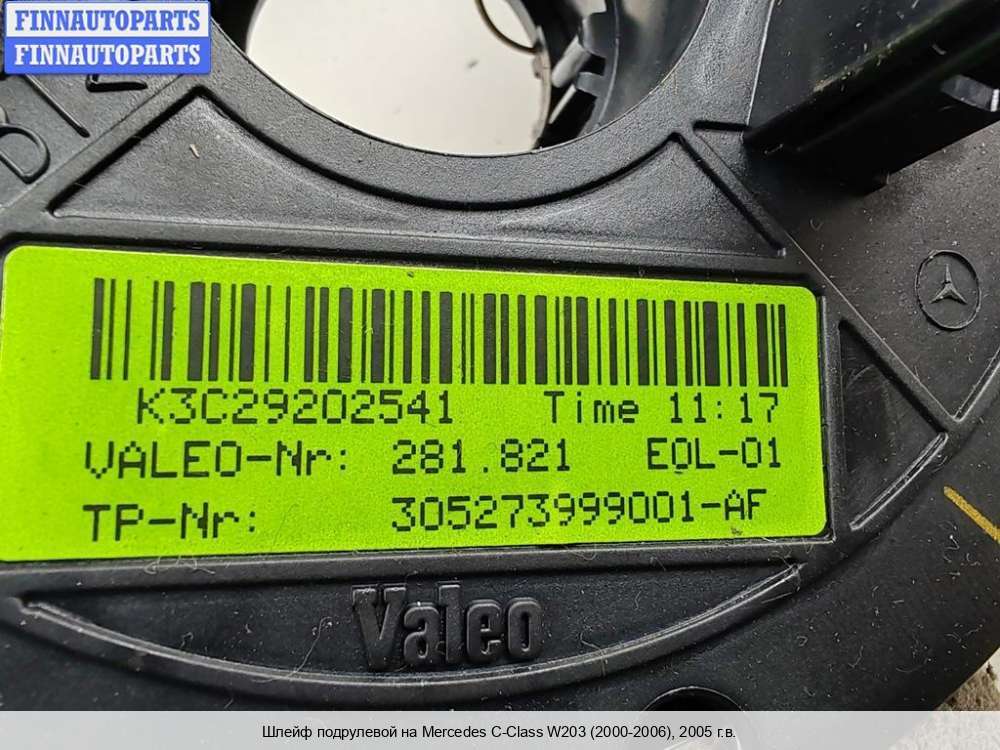 FINNAUTOPARTS
FINNAUTOPARTS
K3C29202541 Time 11:17
VALEO-Nr: 281.821 EOL-01
TP-Nr: 305273999001-AF
Valeo
Шлейф подрулевой на Mercedes C-Class W203 (2000-2006), 2005 г.в.